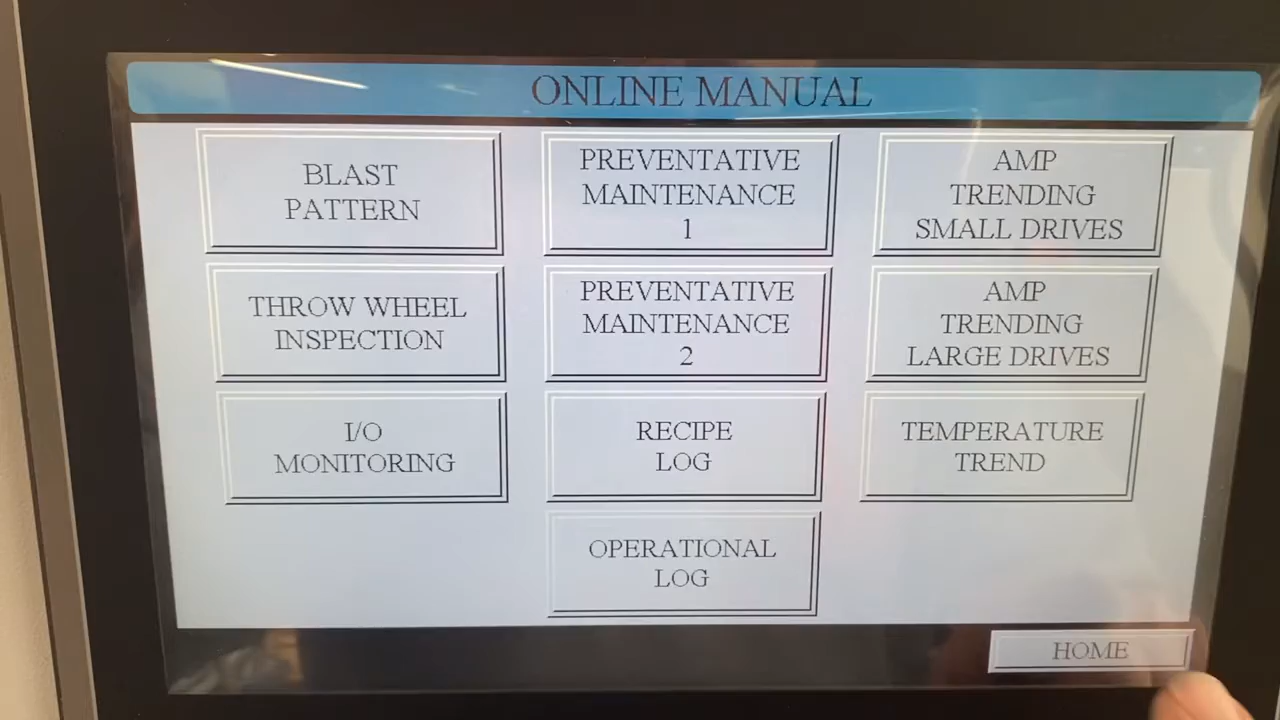 ONLINE MANUAL
BLAST
PATTERN
PREVENTATIVE
MAINTENANCE
1
AMP
TRENDING
SMALL DRIVES
THROW WHEEL
INSPECTION
PREVENTATIVE
MAINTENANCE
2
AMP
TRENDING
LARGE DRIVES
I/O
MONITORING
RECIPE
LOG
TEMPERATURE
TREND
OPERATIONAL
LOG
HOME